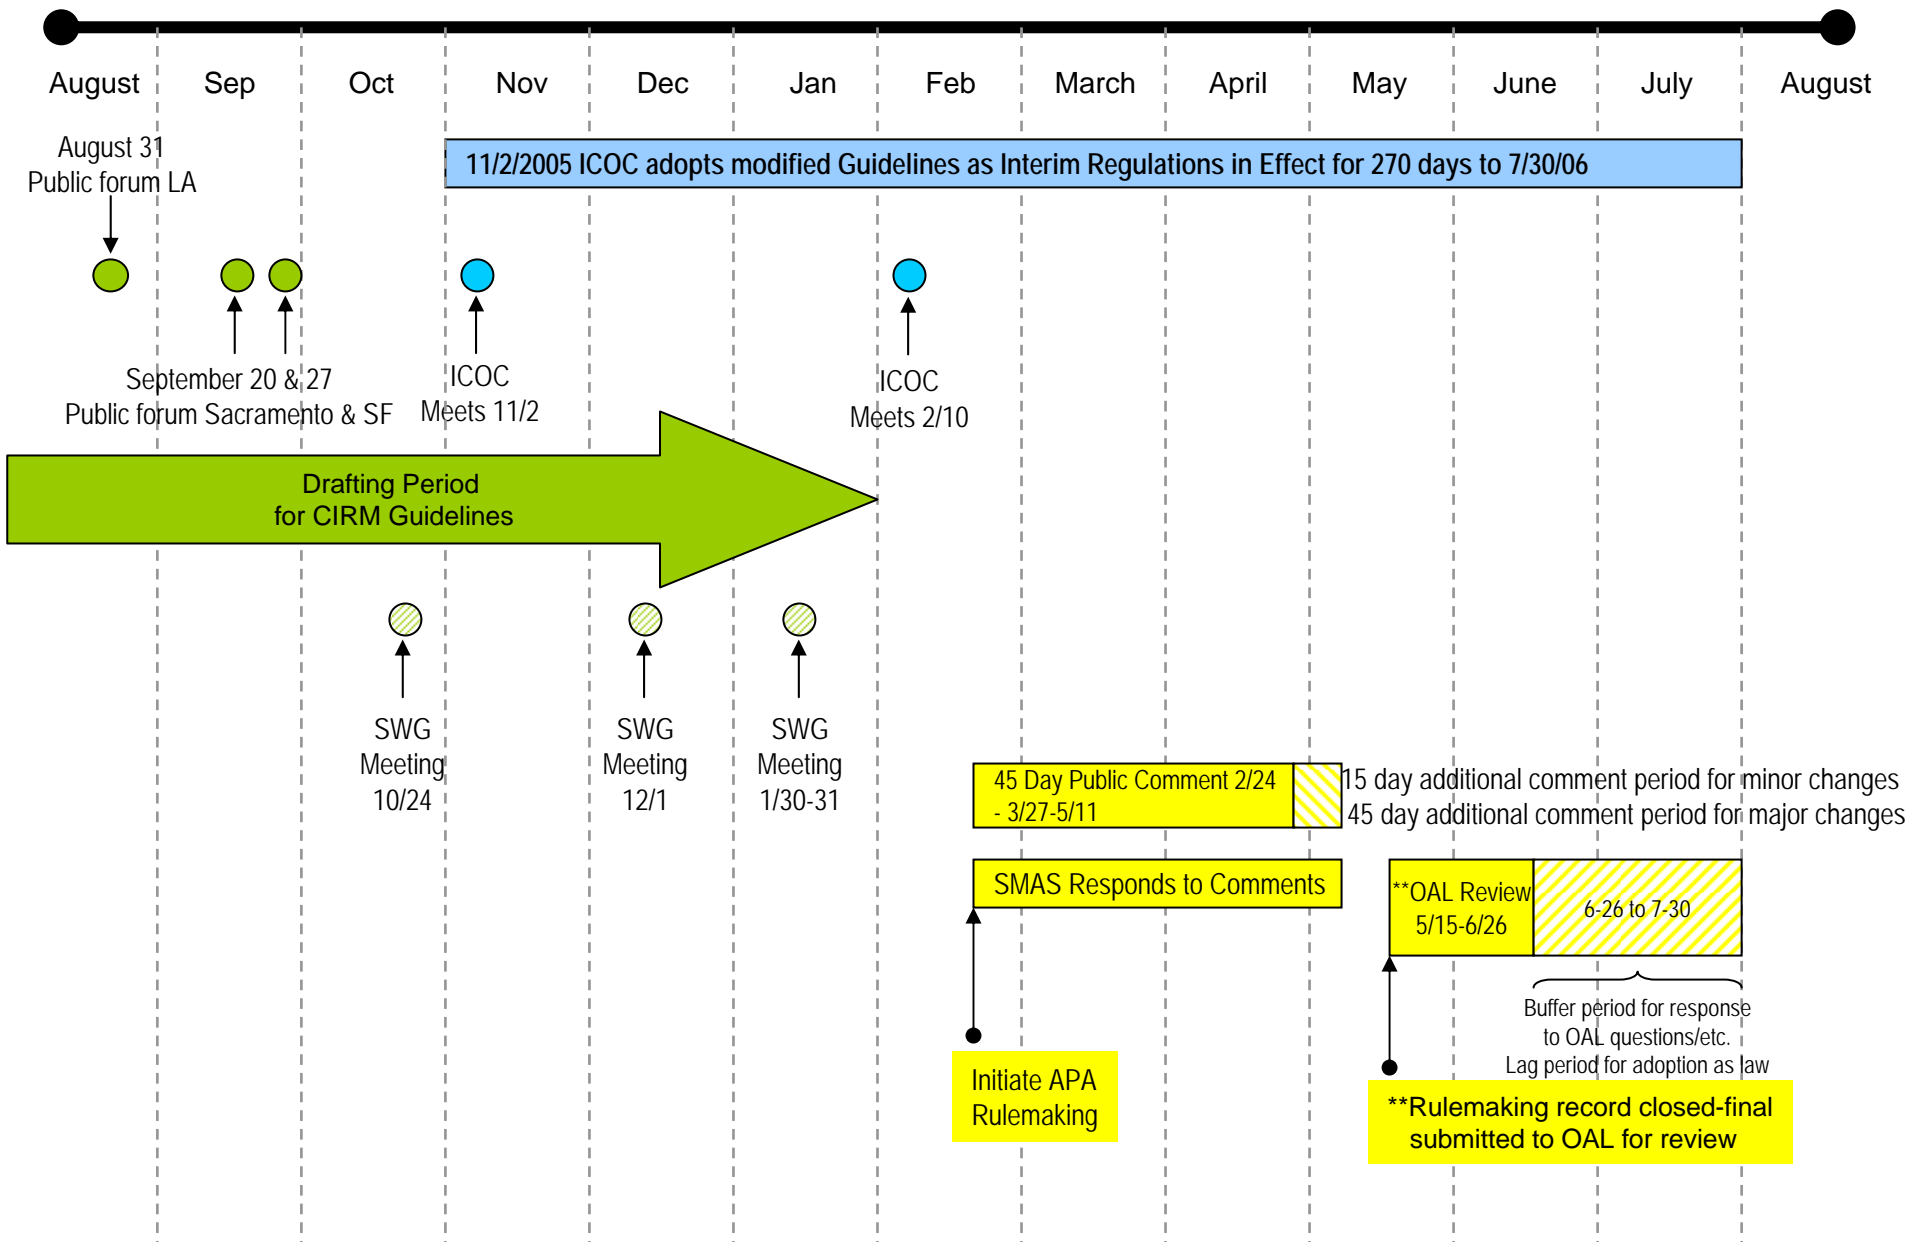 August Sep Oct Nov Dec Jan Feb March April May June July August
August 31
Public forum LA
11/2/2005 ICOC adopts modified Guidelines as Interim Regulations in Effect for 270 days to 7/30/06
September 20 & 27
Public forum Sacramento & SF
ICOC
Meets 11/2
ICOC
Meets 2/10
Drafting Period
for CIRM Guidelines
SWG
Meeting
10/24
SWG
Meeting
12/1
SWG
Meeting
1/30-31
45 Day Public Comment 2/24
- 3/27-5/11
15 day additional comment period for minor changes
45 day additional comment period for major changes
SMAS Responds to Comments
**OAL Review
5/15-6/26
6-26 to 7-30
Buffer period for response
to OAL questions/etc.
Lag period for adoption as law
Initiate APA
Rulemaking
**Rulemaking record closed-final
submitted to OAL for review